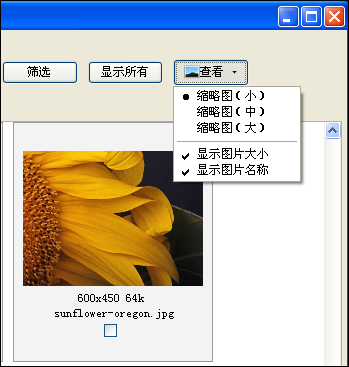 筛选 显示所有 查看
缩略图(小)
缩略图(中)
缩略图(大)
显示图片大小
显示图片名称
600x450 64k
sunflower-oregon.jpg